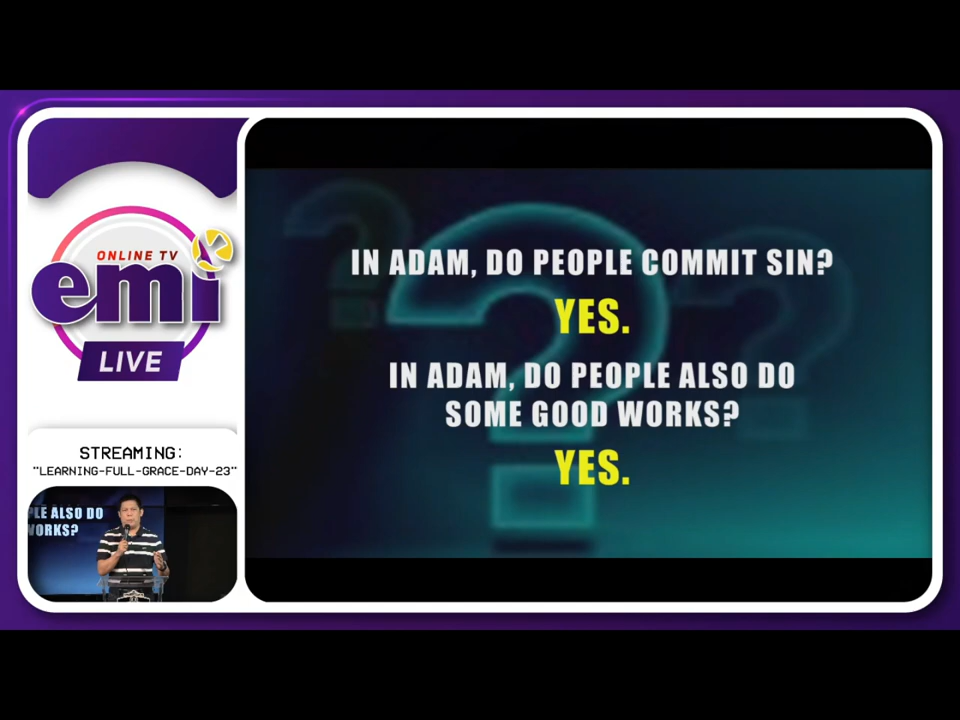 ONLINE TV
emi
LIVE
STREAMING:
"LEARNING-FULL-GRACE-DAY-23"
PLE ALSO DO
WORKS?
IN ADAM, DO PEOPLE COMMIT SIN?
YES.
IN ADAM, DO PEOPLE ALSO DO
SOME GOOD WORKS?
YES.